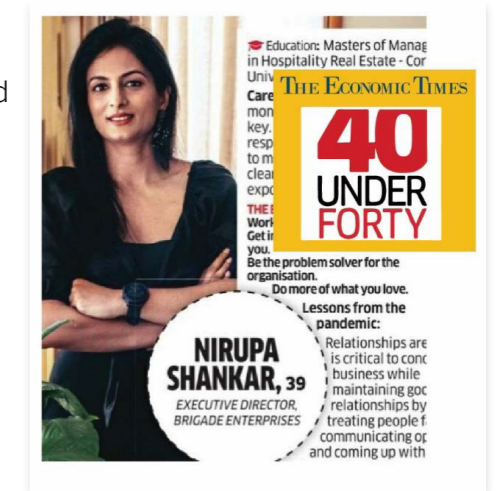 d
Education: Masters of Manag
in Hospitality Real Estate - Cor
Univ
THE ECONOMIC TIMES
40
UNDER
FORTY
Care
mon
key.
resp
to m
clea
expo
THE E
Work
Get in
you.
Be the problem solver for the
organisation.
Do more of what you love.
Lessons from the
pandemic:
Relationships are
is critical to conc
business while
maintaining goo
relationships by
treating people f
communicating op
and coming up with
NIRUPA
SHANKAR, 39
EXECUTIVE DIRECTOR,
BRIGADE ENTERPRISES